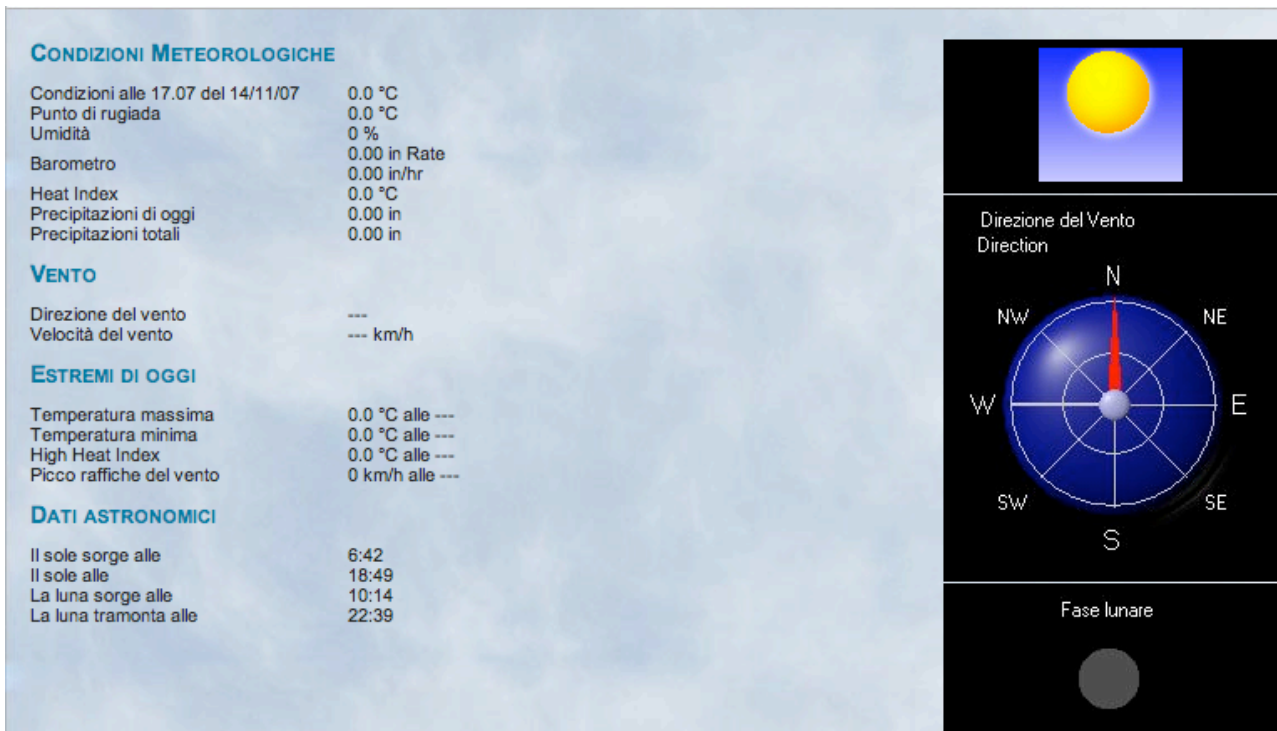 CONDIZIONI METEOROLOGICHE
Condizioni alle 17.07 del 14/11/07 0.0 °C
Punto di rugiada 0.0 °C
Umidità 0 %
Barometro 0.00 in Rate
0.00 in/hr
Heat Index 0.0 °C
Precipitazioni di oggi 0.00 in
Precipitazioni totali 0.00 in
VENTO
Direzione del vento ---
Velocità del vento --- km/h
ESTREMI DI OGGI
Temperatura massima 0.0 °C alle ---
Temperatura minima 0.0 °C alle ---
High Heat Index 0.0 °C alle ---
Picco raffiche del vento 0 km/h alle ---
DATI ASTRONOMICI
Il sole sorge alle 6:42
Il sole alle 18:49
La luna sorge alle 10:14
La luna tramonta alle 22:39
Direzione del Vento
Direction
N
NW NE
W E
SW SE
S
Fase lunare